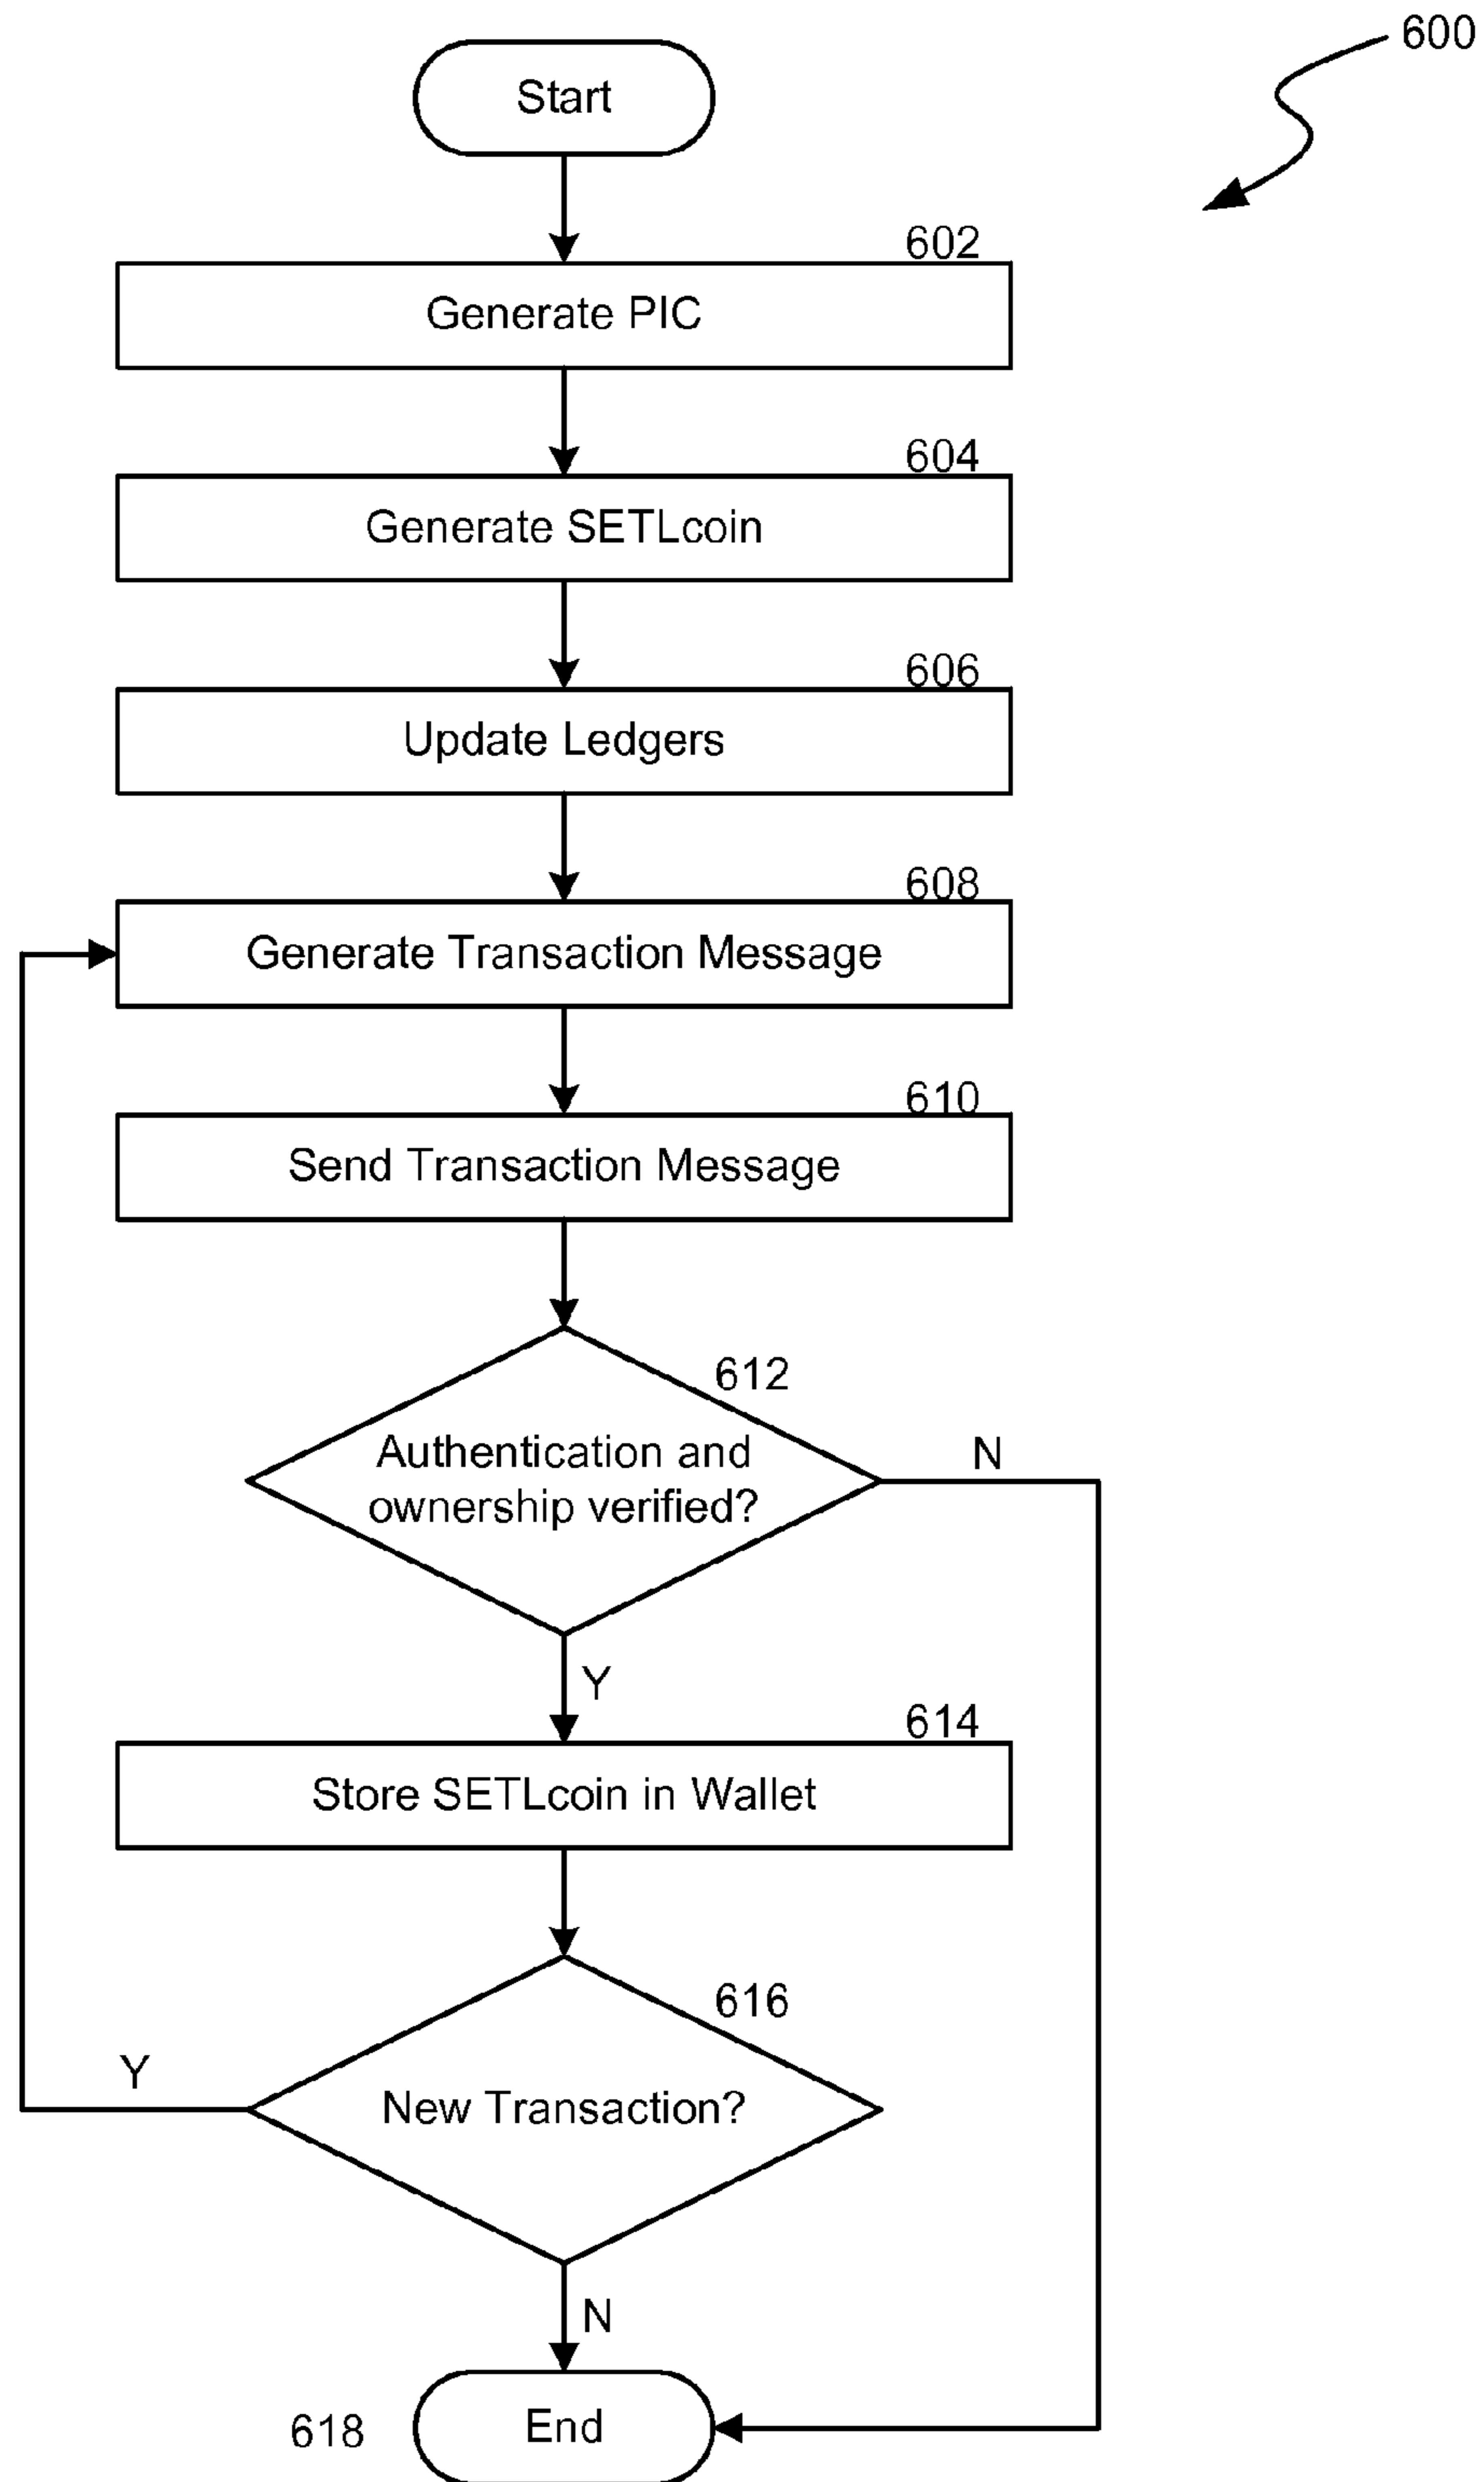 600
Start
602
Generate PIC
604
Generate SETLcoin
606
Update Ledgers
608
Generate Transaction Message
610
Send Transaction Message
612
Authentication and
ownership verified?
N
Y
614
Store SETLcoin in Wallet
616
New Transaction?
Y
N
618
End